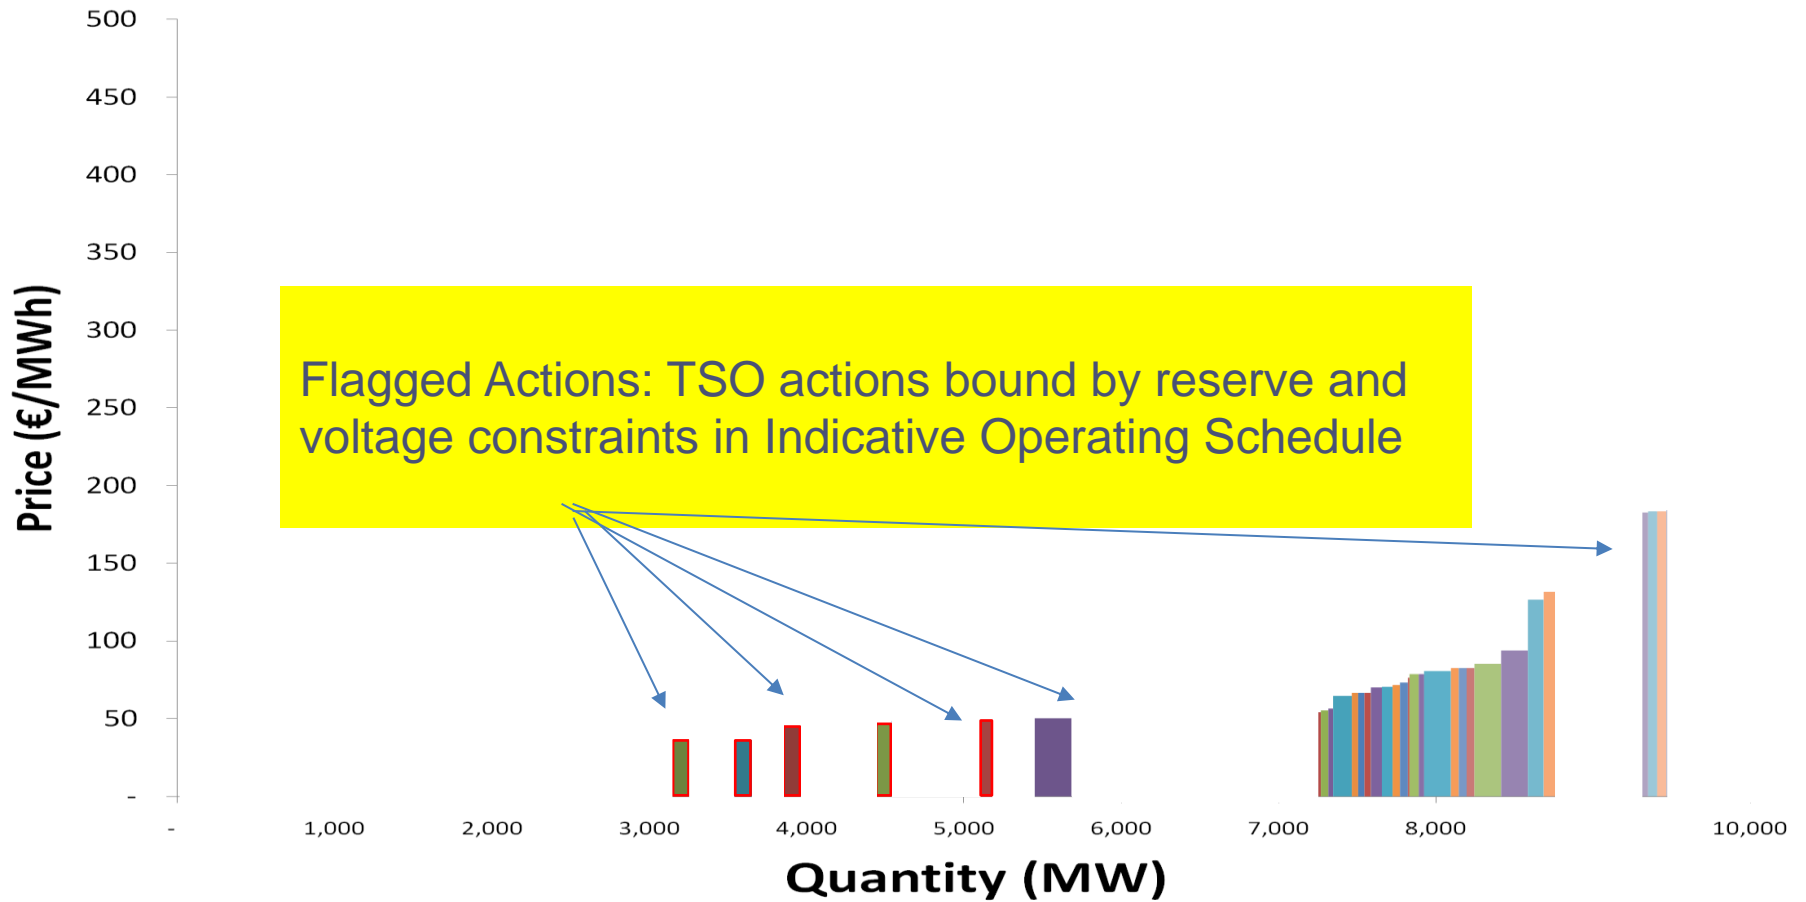 500
450
400
350
300
250
200
150
100
50
-
Price (€/MWh)
Flagged Actions: TSO actions bound by reserve and
voltage constraints in Indicative Operating Schedule
- 1,000 2,000 3,000 4,000 5,000 6,000 7,000 8,000 10,000
Quantity (MW)